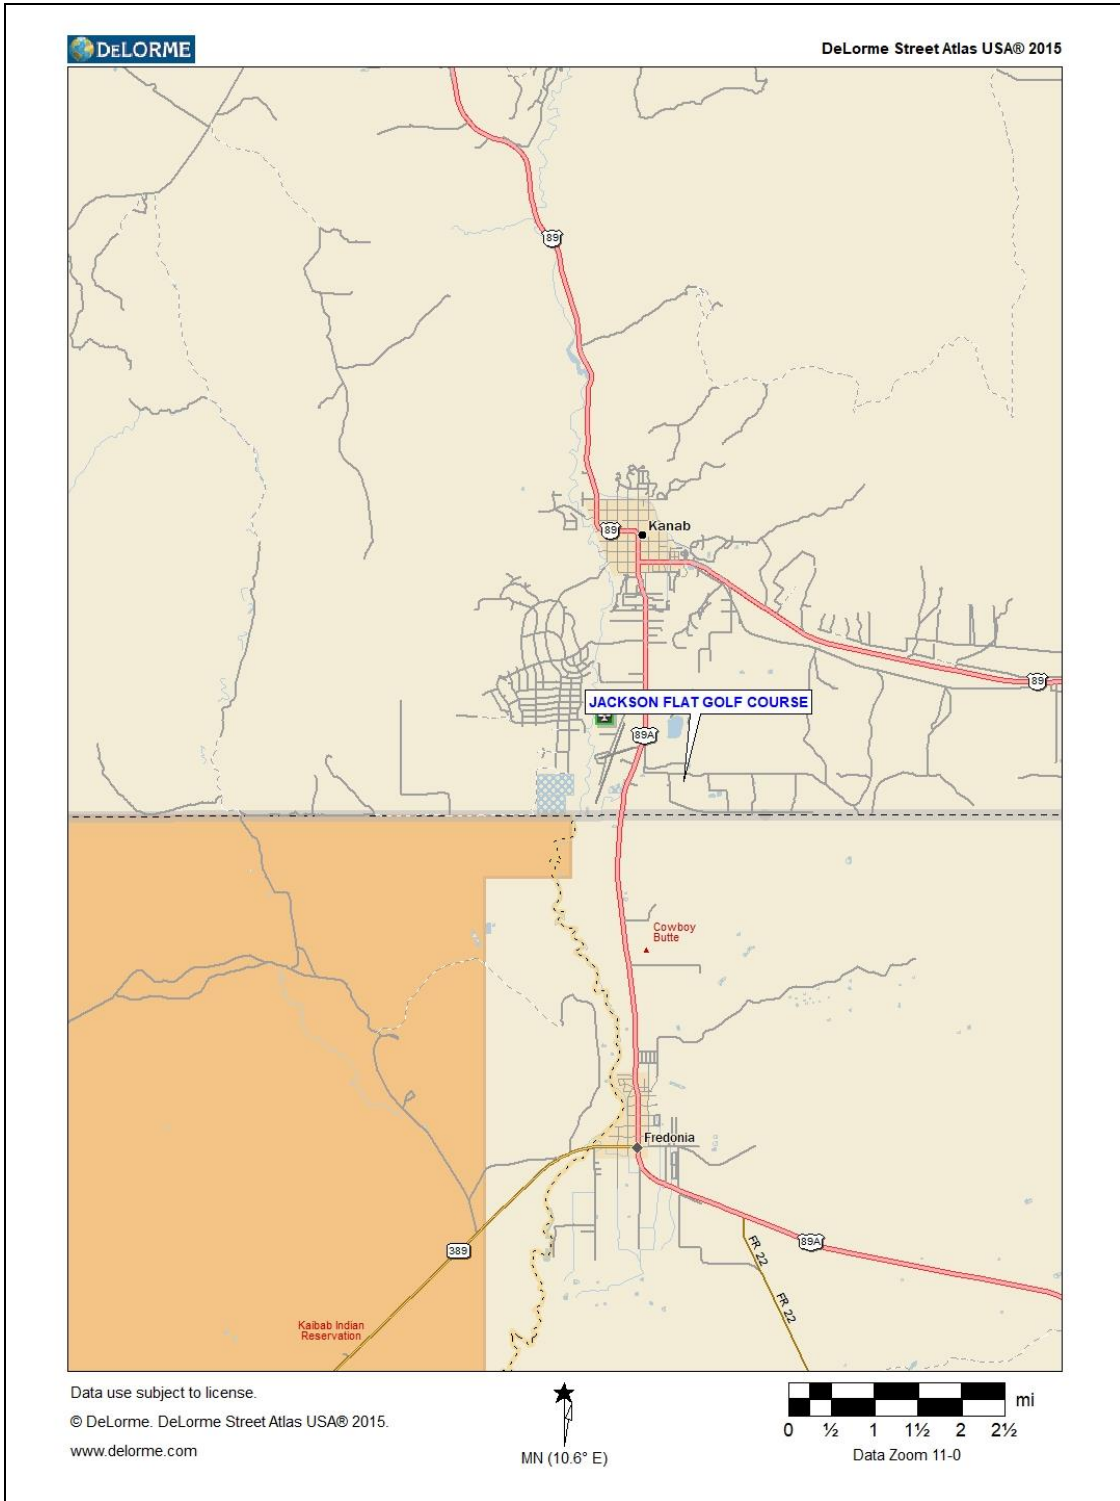 DELORME
DeLorme Street Atlas USA® 2015
89
89
Kanab
89
JACKSON FLAT GOLF COURSE
89A
Cowboy
Butte
Fredonia
389
89A
FR 22
FR 22
Kaibab Indian
Reservation
Data use subject to license.
© DeLorme. DeLorme Street Atlas USA® 2015.
www.delorme.com
MN (10.6° E)
mi
0 ½ 1 1½ 2 2½
Data Zoom 11-0